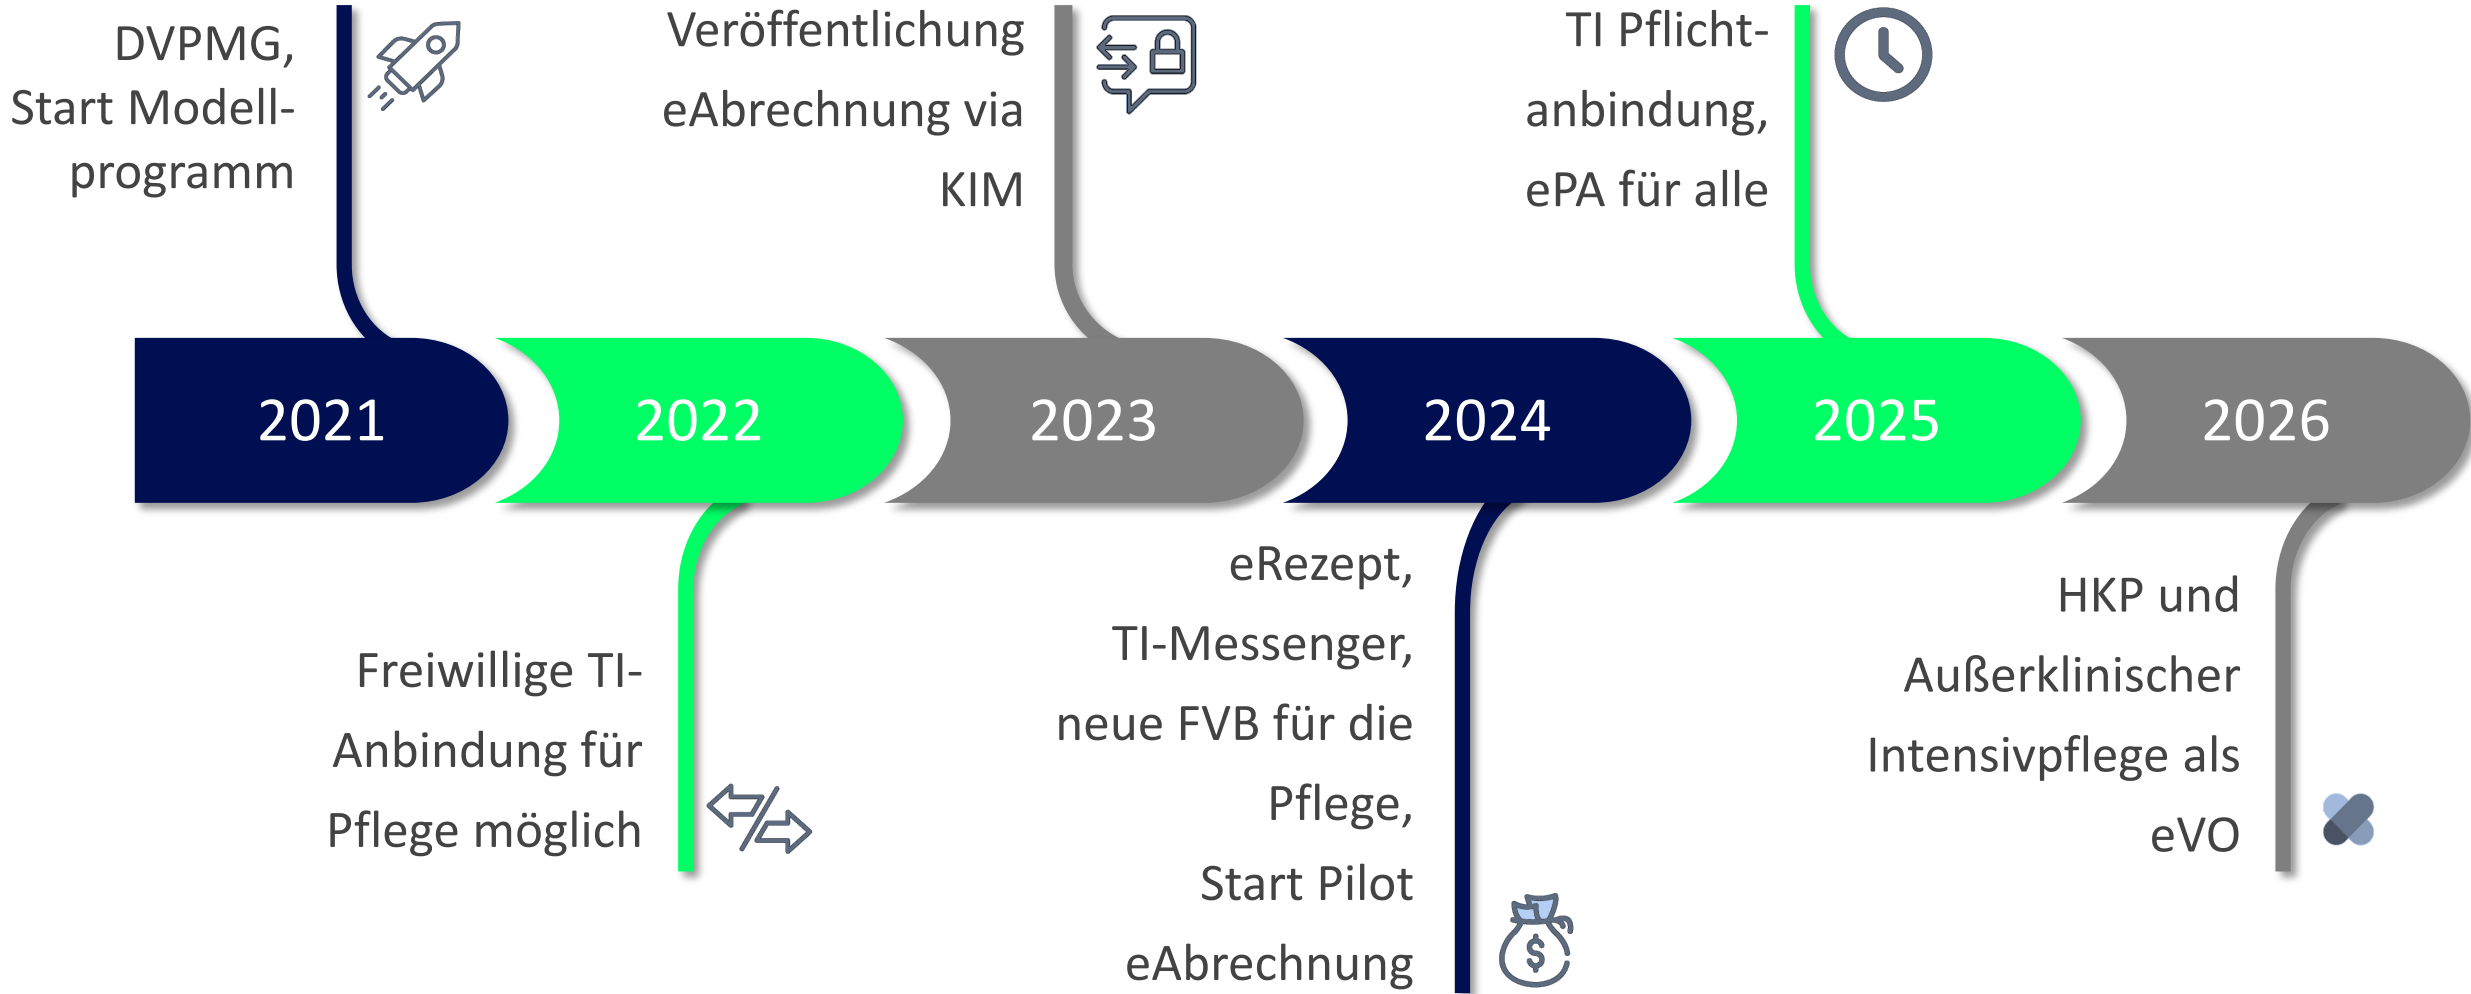 DVPMG,
Start Modell-
programm
Veröffentlichung
eAbrechnung via
KIM
TI Pflicht-
anbindung,
ePA für alle
2021
2022
2023
2024
2025
2026
Freiwillige TI-
Anbindung für
Pflege möglich
eRezept,
TI-Messenger,
neue FVB für die
Pflege,
Start Pilot
eAbrechnung
$
HKP und
Außerklinischer
Intensivpflege als
eVO